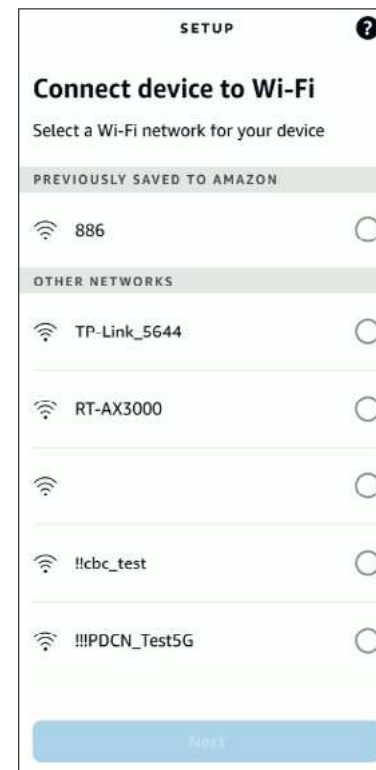 SETUP
?
Connect device to Wi-Fi
Select a Wi-Fi network for your device
PREVIOUSLY SAVED TO AMAZON
886
OTHER NETWORKS
TP-Link_5644
RT-AX3000
!!cbc_test
!!!PDCN_Test5G
Next